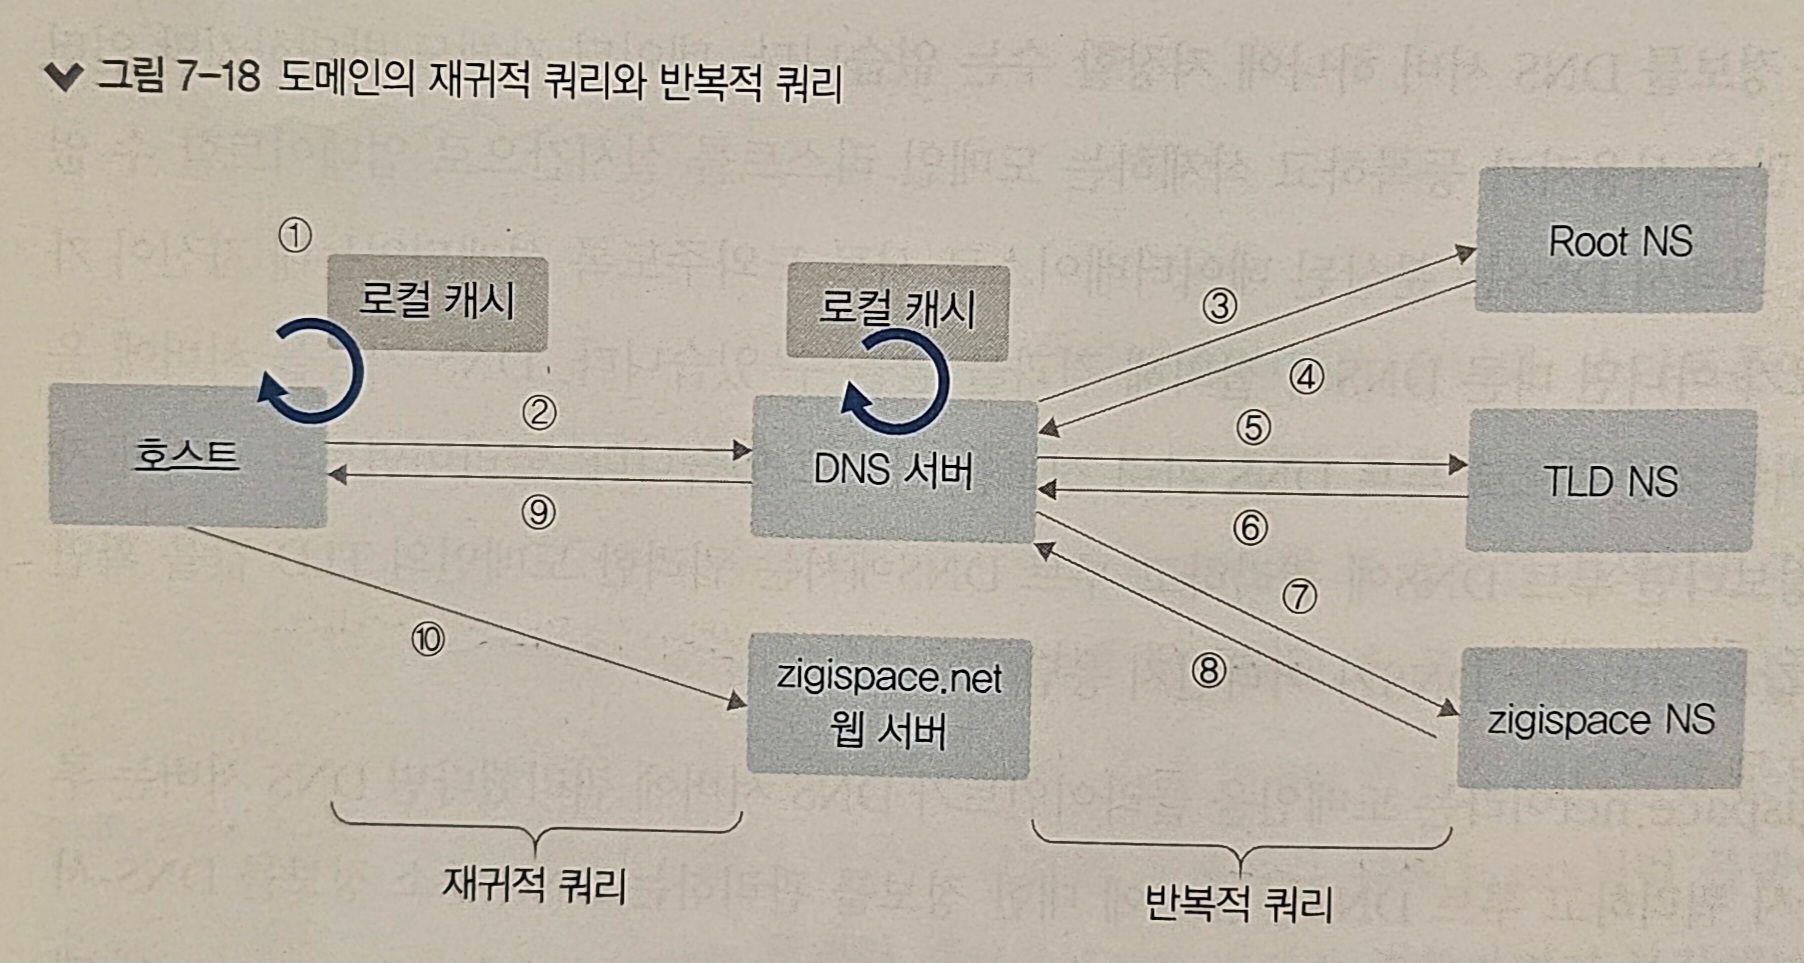 그림 7-18 도메인의 재귀적 쿼리와 반복적 쿼리
①
로컬 캐시
로컬 캐시
호스트
②
⑨
DNS 서버
③
④
Root NS
⑤
⑥
TLD NS
⑦
⑧
zigispace NS
⑩
zigispace.net
웹 서버
재귀적 쿼리
반복적 쿼리